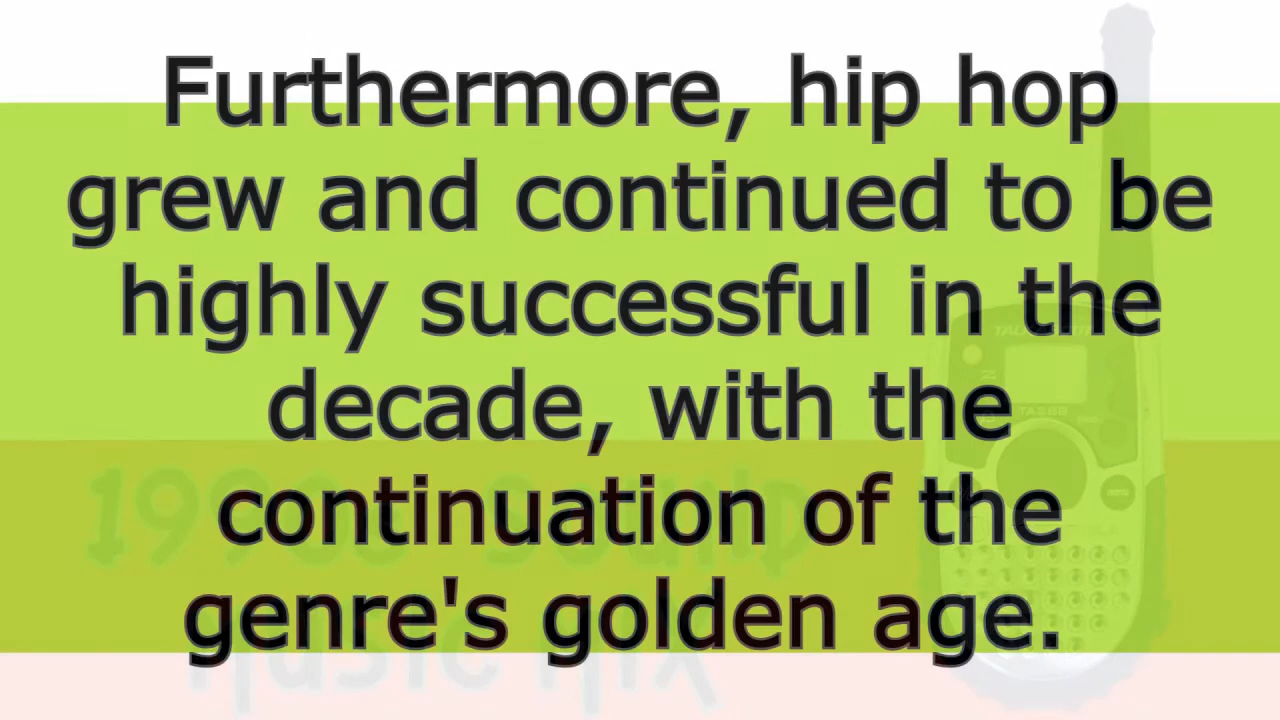 Furthermore, hip hop
grew and continued to be
highly successful in the
decade, with the
continuation of the
genre's golden age.